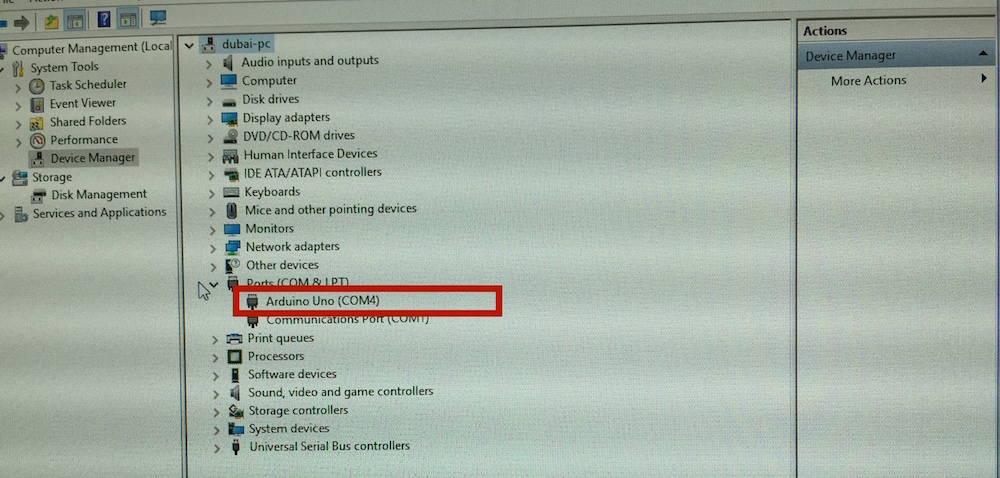 Computer Management (Local
System Tools
Task Scheduler
Event Viewer
Shared Folders
Performance
Device Manager
Storage
Disk Management
Services and Applications
dubai-pc
Audio inputs and outputs
Computer
Disk drives
Display adapters
DVD/CD-ROM drives
Human Interface Devices
IDE ATA/ATAPI controllers
Keyboards
Mice and other pointing devices
Monitors
Network adapters
Other devices
Ports (COM & LPT)
Arduino Uno (COM4)
Communications Port (COM1)
Print queues
Processors
Software devices
Sound, video and game controllers
Storage controllers
System devices
Universal Serial Bus controllers
Actions
Device Manager
More Actions